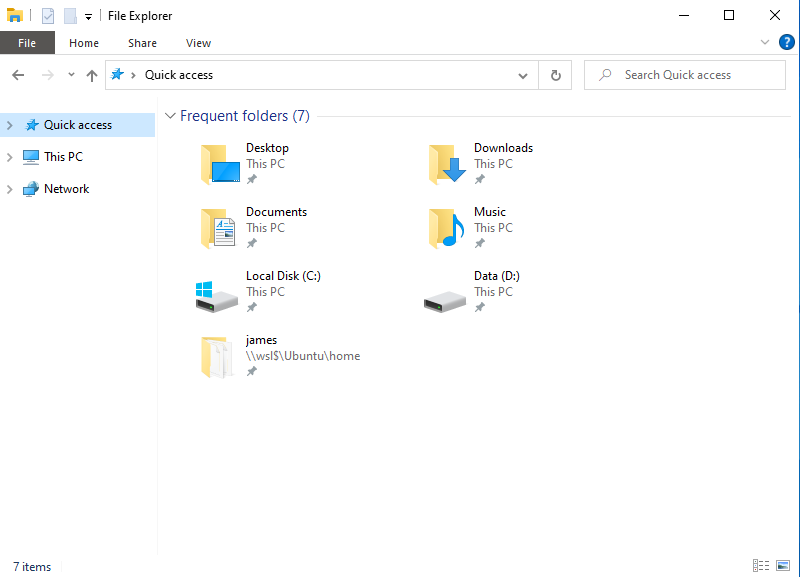 File Explorer
File Home Share View
Quick access
Search Quick access
Quick access
This PC
Network
Frequent folders (7)
Desktop
This PC
Downloads
This PC
Documents
This PC
Music
This PC
Local Disk (C:)
This PC
Data (D:)
This PC
james
\\wsl$\Ubuntu\home
7 items